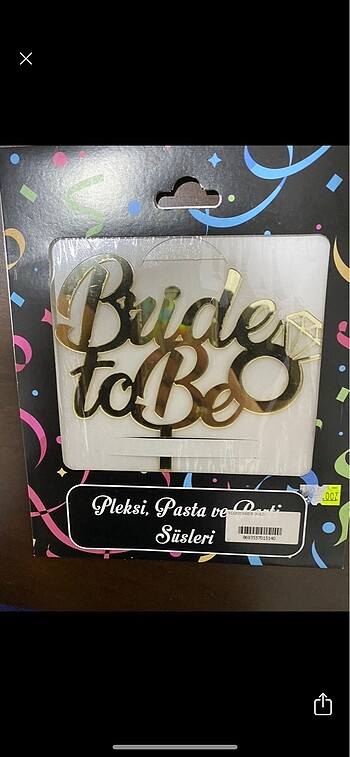 Bride
to Be
Pleksi, Pasta ve Parti
Süsleri